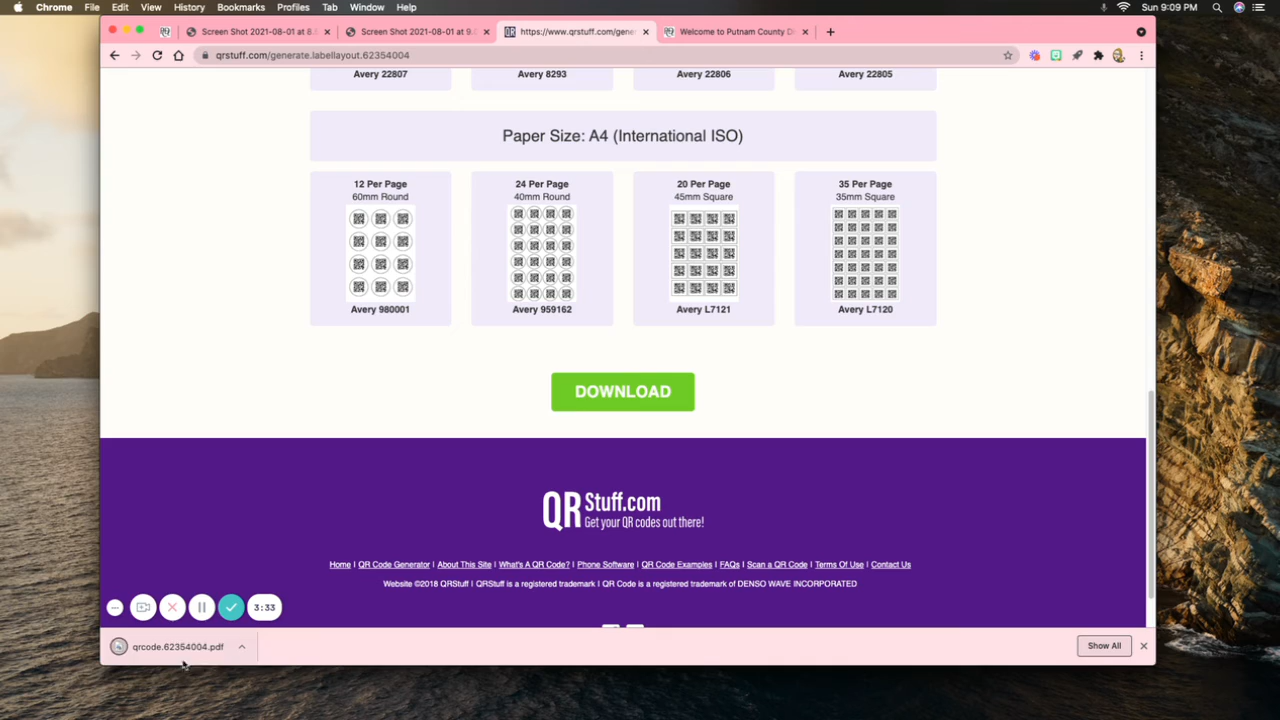 Chrome File Edit View History Bookmarks Profiles Tab Window Help Sun 9:09 PM
Screen Shot 2021-08-01 at 8. Screen Shot 2021-08-01 at 9. https://www.qrstuff.com/gene Welcome to Putnam County D
qrstuff.com/generate.labellayout.62354004
Avery 22807 Avery 8293 Avery 22806 Avery 22805
Paper Size: A4 (International ISO)
12 Per Page 24 Per Page 20 Per Page 35 Per Page
60mm Round 40mm Round 45mm Square 35mm Square
Avery 980001 Avery 959162 Avery L7121 Avery L7120
DOWNLOAD
QR Stuff.com
Get your QR codes out there!
Home | QR Code Generator | About This Site | What's A QR Code? | Phone Software | QR Code Examples | FAQs | Scan a QR Code | Terms Of Use | Contact Us
Website ©2018 QRStuff | QRStuff is a registered trademark | QR Code is a registered trademark of DENSO WAVE INCORPORATED
3:33
qrcode.62354004.pdf Show All